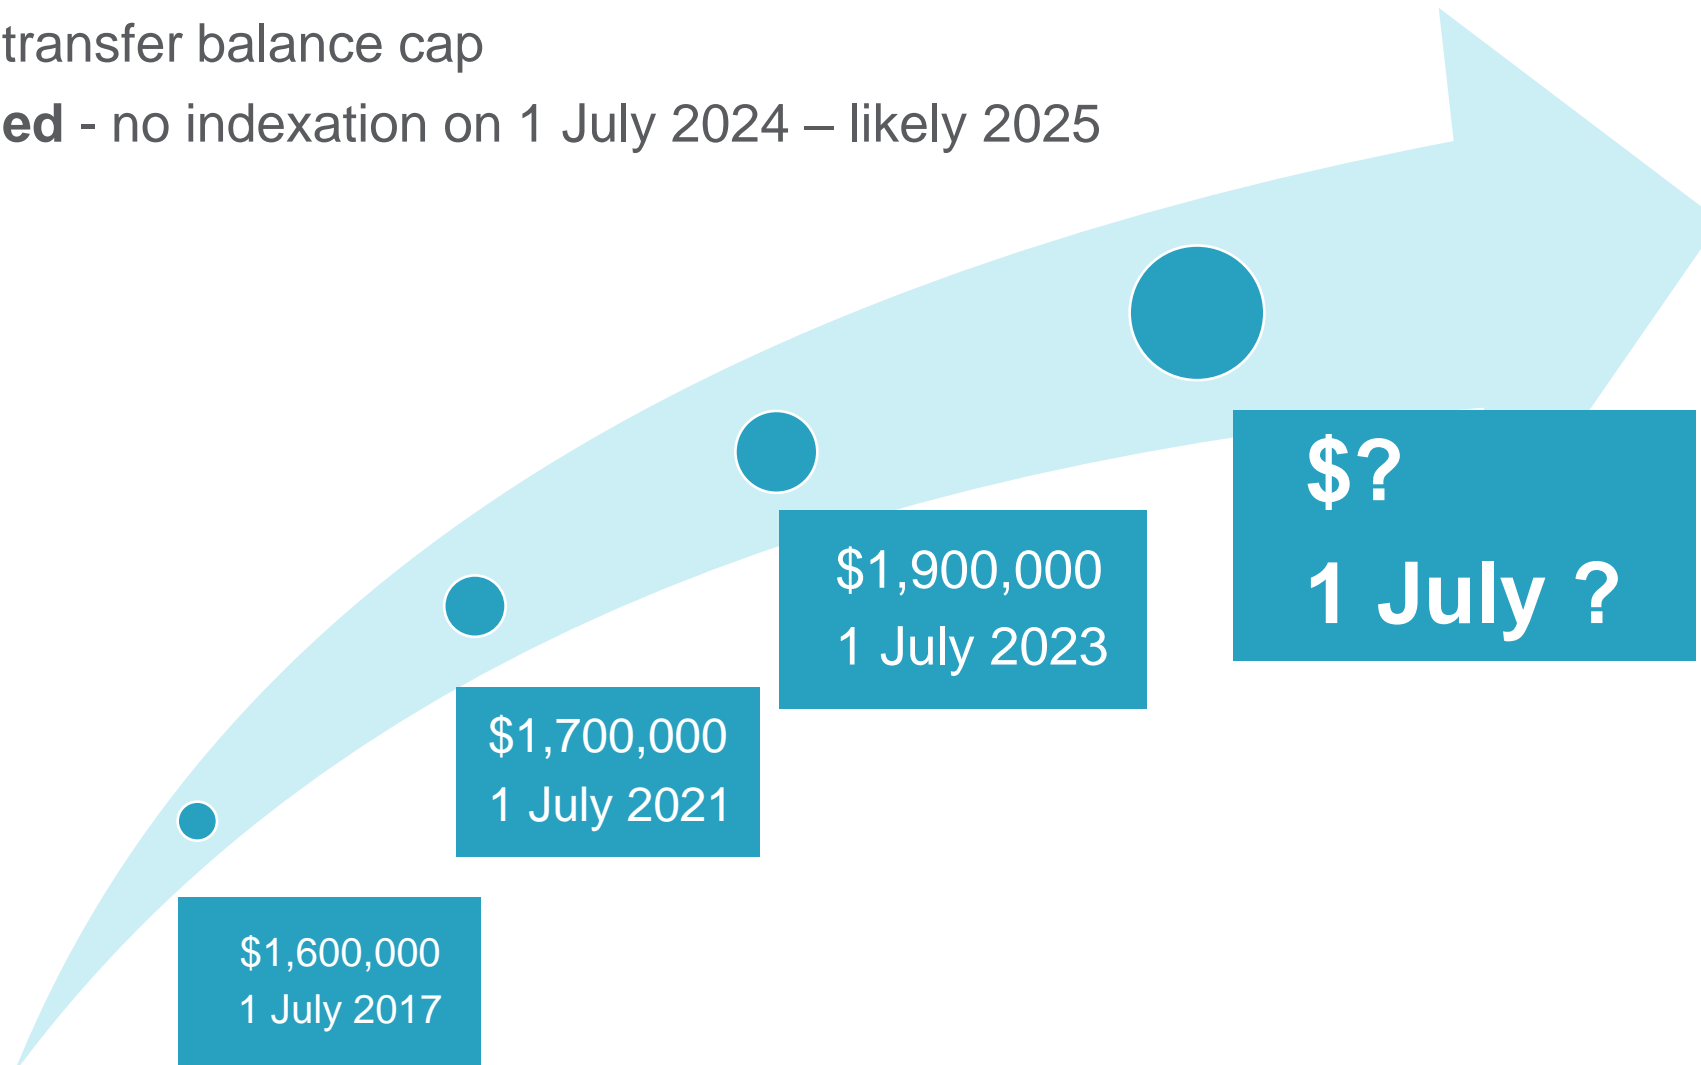 transfer balance cap
ed - no indexation on 1 July 2024 – likely 2025
$?
1 July ?
$1,900,000
1 July 2023
$1,700,000
1 July 2021
$1,600,000
1 July 2017